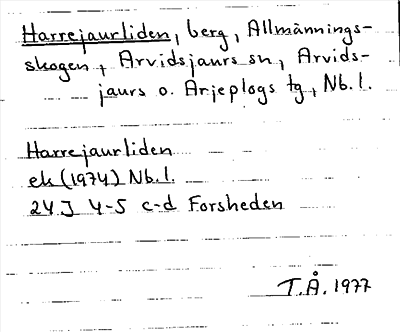 Harrejaurliden, berg, Allmännings-
skogen, Arvidsjaurs sn, Arvids-
jaurs o. Arjeplogs tg, Nb. l.
Harrejaurliden
ek (1974) Nb. l.
24J 4-5 c-d Forsheden
T.Å. 1977